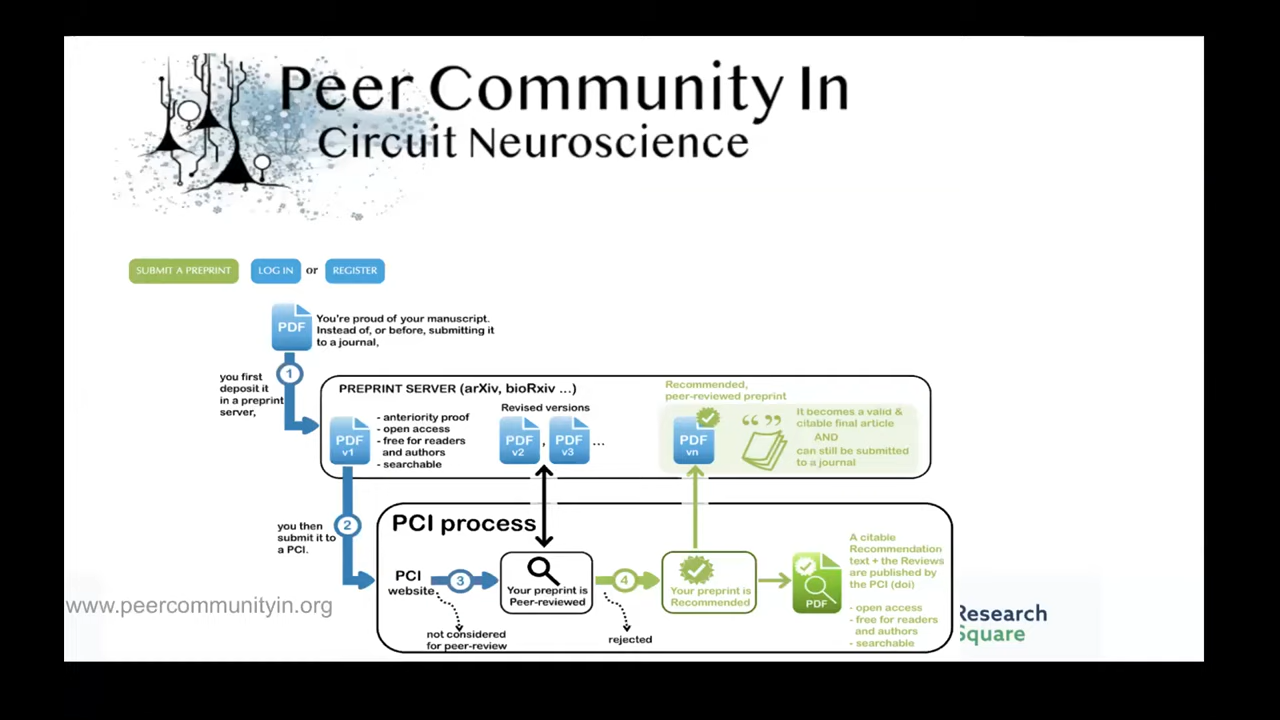 Peer Community In
Circuit Neuroscience
SUBMIT A PREPRINT
LOG IN
or
REGISTER
PDF
You're proud of your manuscript.
Instead of, or before, submitting it
to a journal,
1
you first
deposit it
in a preprint
server,
PREPRINT SERVER (arXiv, bioRxiv ...)
PDF
v1
- anteriority proof
- open access
- free for readers
and authors
- searchable
Revised versions
PDF
v2
,
PDF
v3
...
Recommended,
peer-reviewed preprint
PDF
vn
It becomes a valid &
citable final article
AND
can still be submitted
to a journal
2
you then
submit it to
a PCI.
PCI process
PCI
website
3
not considered
for peer-review
Your preprint is
Peer-reviewed
4
rejected
Your preprint is
Recommended
PDF
A citable
Recommendation
text + the Reviews
are published by
the PCI (doi)
- open access
- free for readers
and authors
- searchable
www.peercommunityin.org
Research
Square